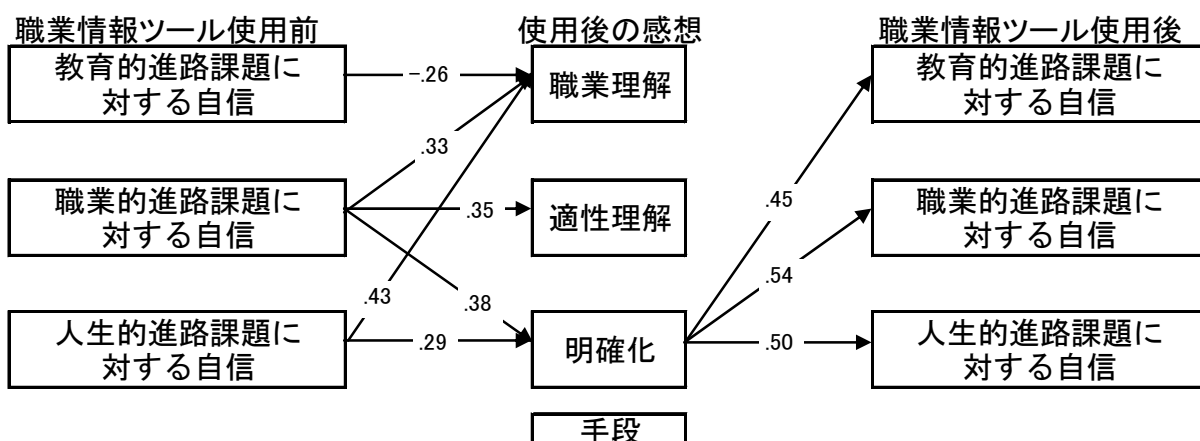 職業情報ツール使用前
使用後の感想
職業情報ツール使用後
教育的進路課題に
対する自信
-.26
職業理解
教育的進路課題に
対する自信
.33
.45
職業的進路課題に
対する自信
.35
適性理解
職業的進路課題に
対する自信
.54
.43
.38
人生的進路課題に
対する自信
.29
明確化
.50
人生的進路課題に
対する自信
手段